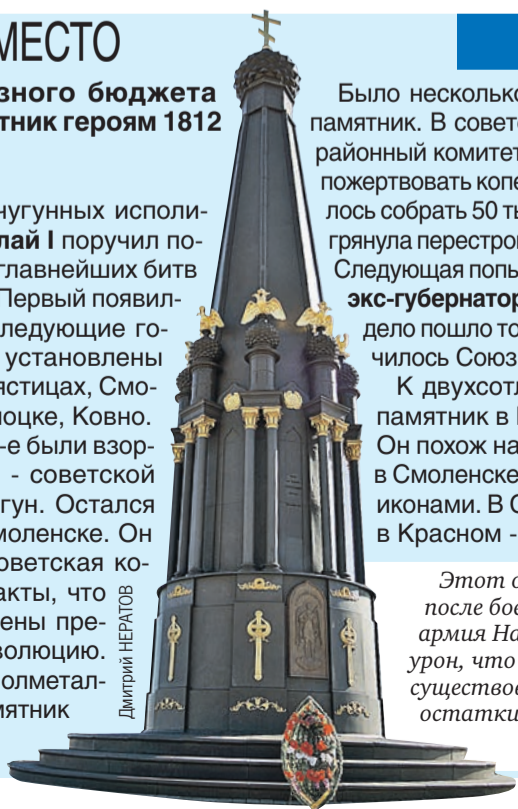 МЕСТО
зного бюджета
тник героям 1812
чугунных исполи-
лай I поручил по-
главнейших битв
Первый появил-
ледующие го-
установлены
ястицах, Смо-
лоцке, Ковно.
-е были взор-
- советской
гун. Остался
моленске. Он
оветская ко-
акты, что
ены пре-
волюцию.
олметал-
мятник
Дмитрий НЕРАТОВ
Было несколько
памятник. В совет
районный комитет
пожертвовать копе
лось собрать 50 ты
грянула перестро
Следующая попы
экс-губернатор
дело пошло то
чилось Союз
К двухсотл
памятник в
Он похож на
в Смоленске
иконами. В С
в Красном -
Этот с
после бое
армия На
урон, что
существое
остатки